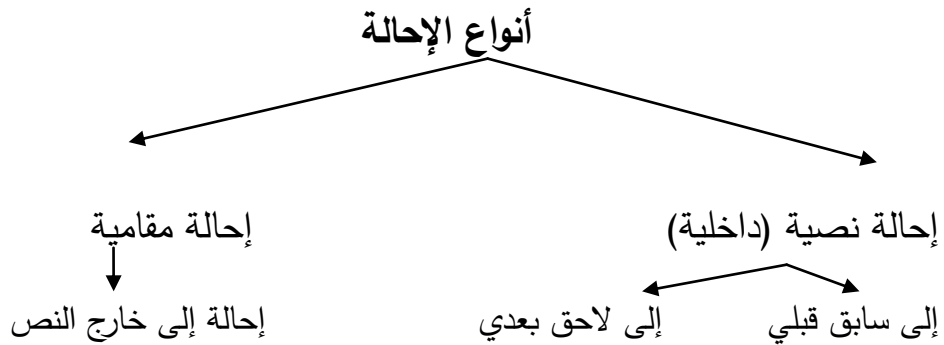 أنواع الإحالة
إحالة نصية (داخلية) إحالة مقامية
إلى سابق قبلي إلى لاحق بعدي إحالة إلى خارج النص